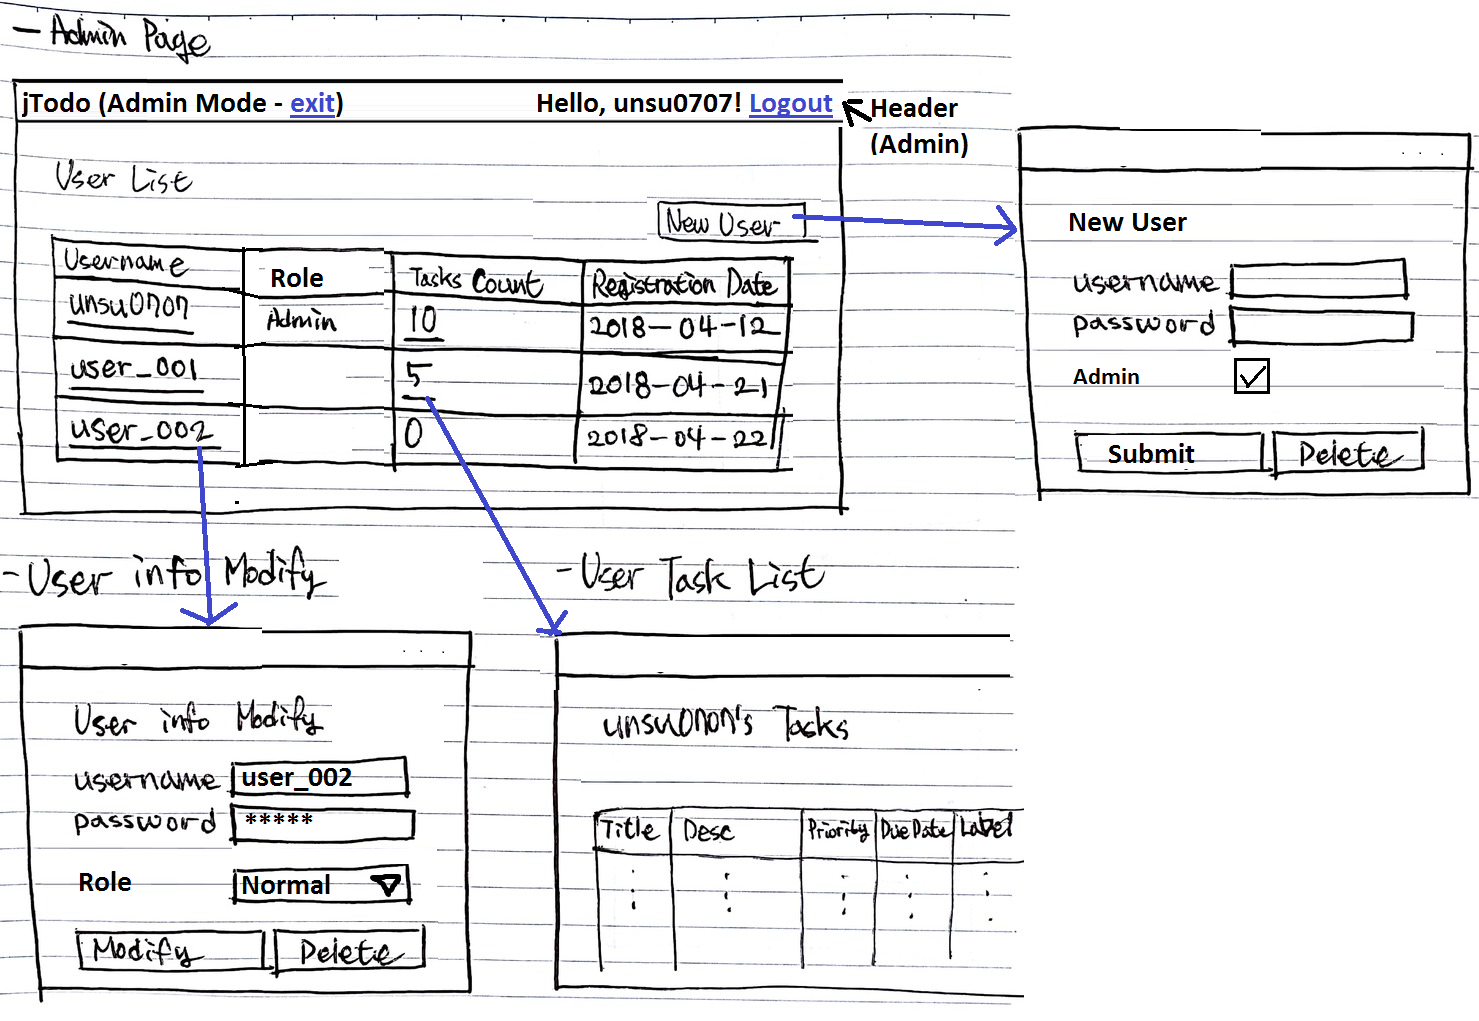 - Admin Page
jTodo (Admin Mode - exit) Hello, unsu0707! Logout
Header
(Admin)
User List
New User
Username Role Tasks Count Registration Date
unsu0707 Admin 10 2018-04-12
user_001 5 2018-04-21
user_002 0 2018-04-22
New User
username
password
Admin
Submit Delete
- User info Modify
User info Modify
username user_002
password *****
Role Normal
Modify Delete
- User Task List
unsu0707's Tasks
Title Desc Priority Due Date Label